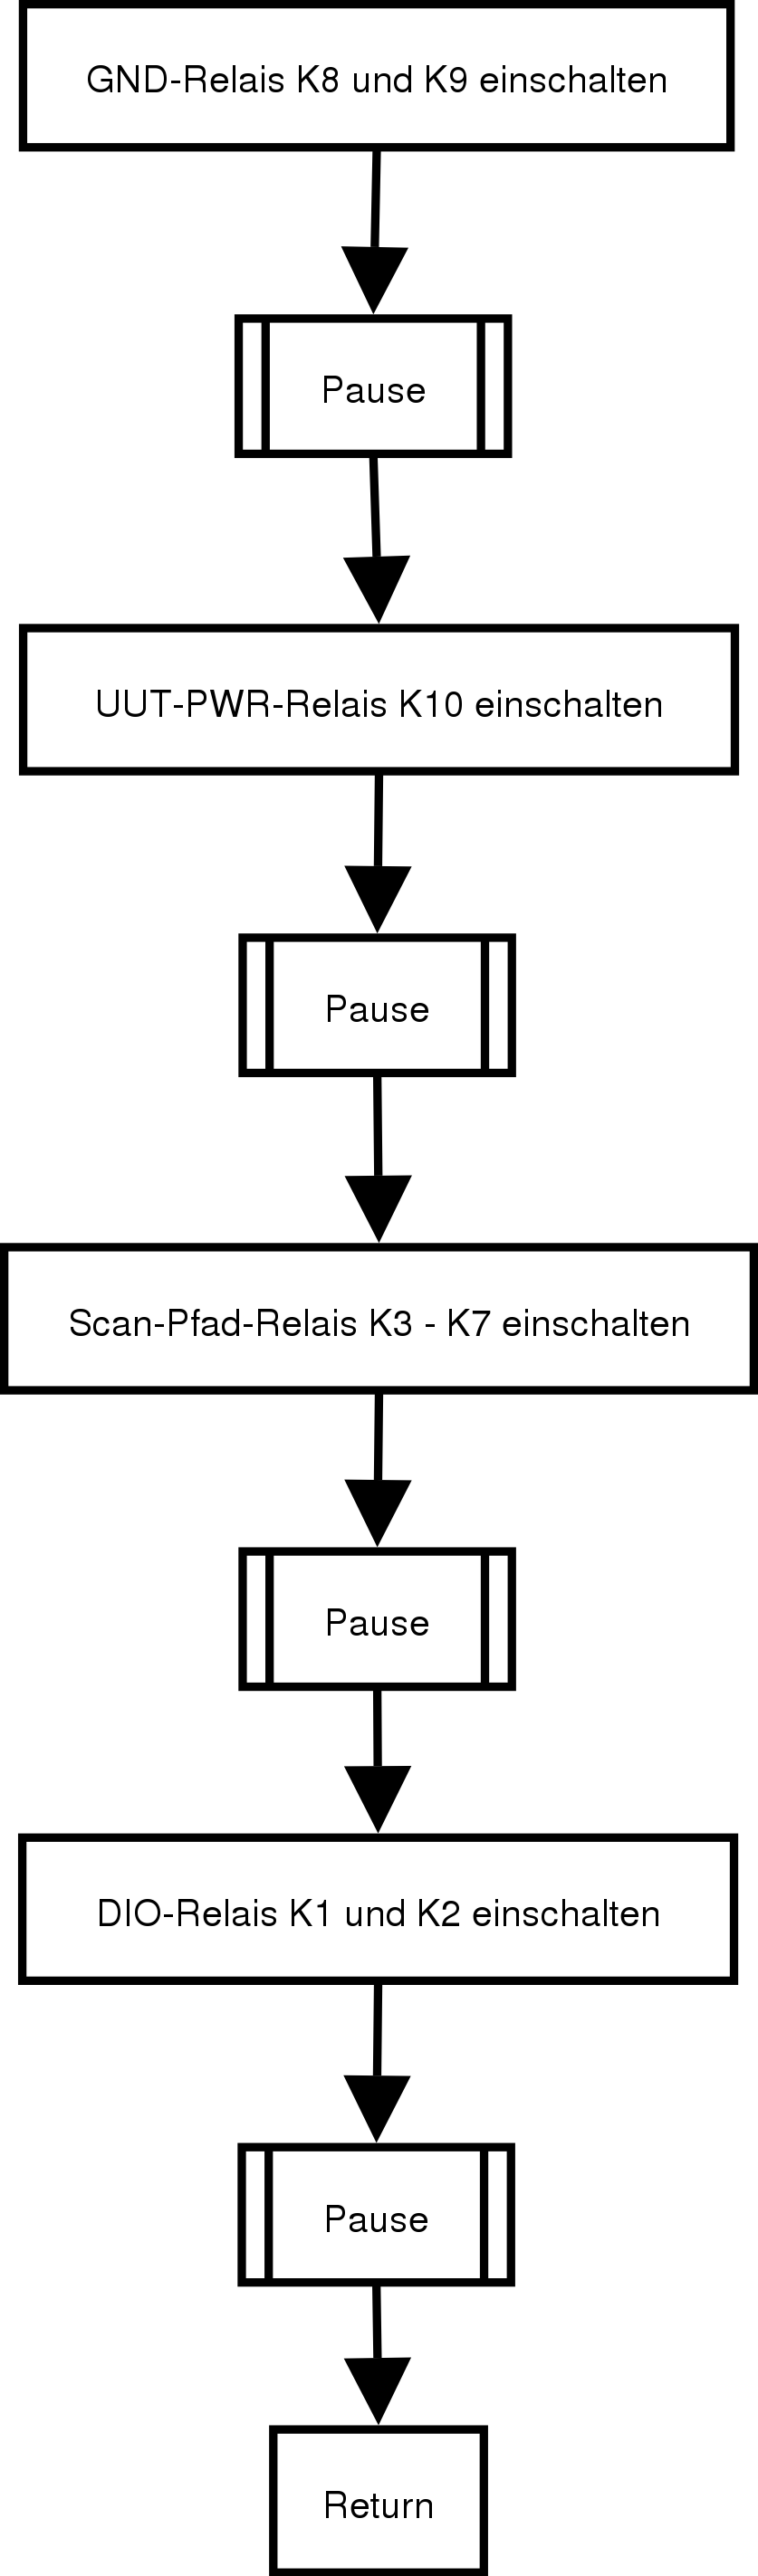 GND-Relais K8 und K9 einschalten
Pause
UUT-PWR-Relais K10 einschalten
Pause
Scan-Pfad-Relais K3 - K7 einschalten
Pause
DIO-Relais K1 und K2 einschalten
Pause
Return